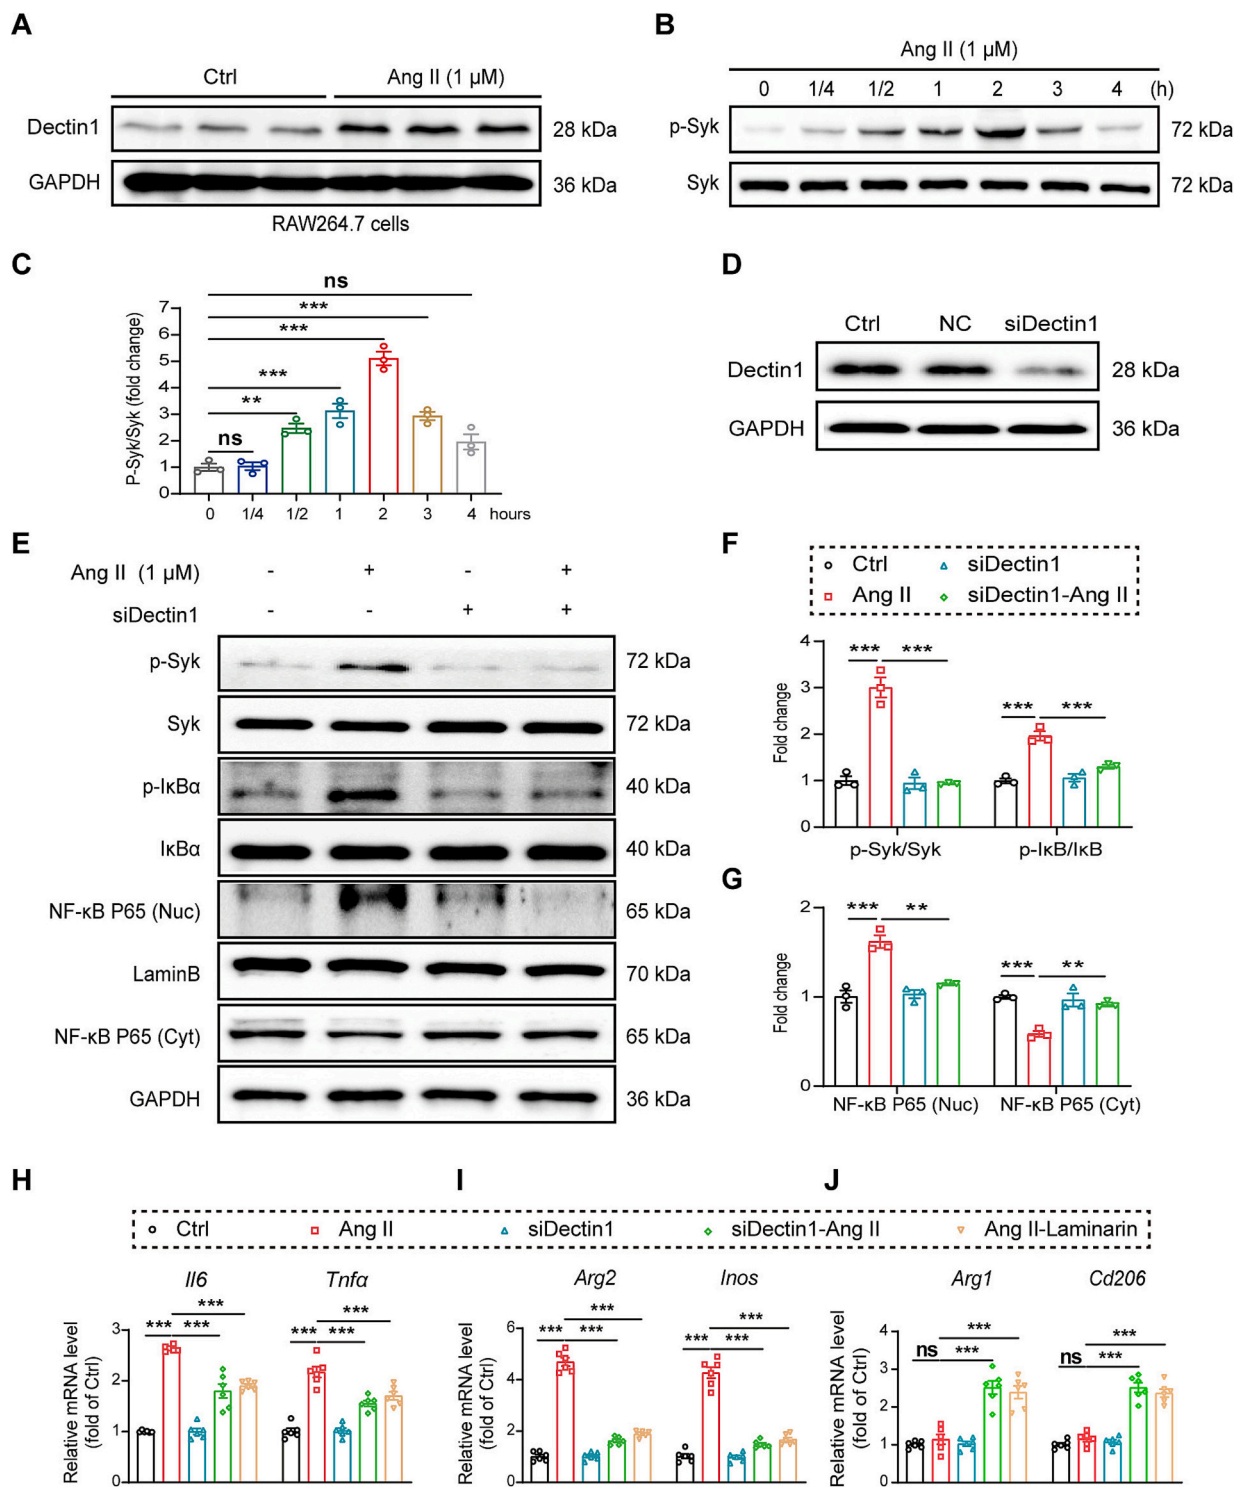 A
Ctrl Ang II (1 μM)
Dectin1 28 kDa
GAPDH 36 kDa
RAW264.7 cells
B
Ang II (1 μM)
0 1/4 1/2 1 2 3 4 (h)
p-Syk 72 kDa
Syk 72 kDa
C
P-Syk/Syk (fold change)
7
6
5
4
3
2
1
0
ns
***
***
***
**
ns
0 1/4 1/2 1 2 3 4 hours
D
Ctrl NC siDectin1
Dectin1 28 kDa
GAPDH 36 kDa
E
Ang II (1 μM) - + - +
siDectin1 - - + +
p-Syk 72 kDa
Syk 72 kDa
p-IκBα 40 kDa
IκBα 40 kDa
NF-κB P65 (Nuc) 65 kDa
LaminB 70 kDa
NF-κB P65 (Cyt) 65 kDa
GAPDH 36 kDa
F
Ctrl siDectin1
Ang II siDectin1-Ang II
Fold change
4
3
2
1
0
*** ***
*** ***
p-Syk/Syk p-IκB/IκB
G
Fold change
2
1
0
*** **
*** **
NF-κB P65 (Nuc) NF-κB P65 (Cyt)
H I J
Ctrl Ang II siDectin1 siDectin1-Ang II Ang II-Laminarin
Il6 Tnfα
Relative mRNA level
(fold of Ctrl)
3
2
1
0
***
*** ***
***
*** ***
Arg2 Inos
Relative mRNA level
(fold of Ctrl)
6
4
2
0
***
*** ***
***
*** ***
Arg1 Cd206
Relative mRNA level
(fold of Ctrl)
4
3
2
1
0
***
ns ***
***
ns ***